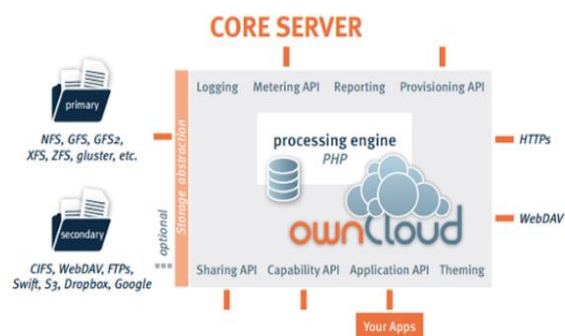 CORE SERVER
Logging Metering API Reporting Provisioning API
primary
NFS, GFS, GFS2,
XFS, ZFS, gluster, etc.
Storage abstraction
processing engine
PHP
HTTPs
ownCloud
WebDAV
secondary
optional
CIFS, WebDAV, FTPs,
Swift, S3, Dropbox, Google
Sharing API Capability API Application API Theming
Your Apps